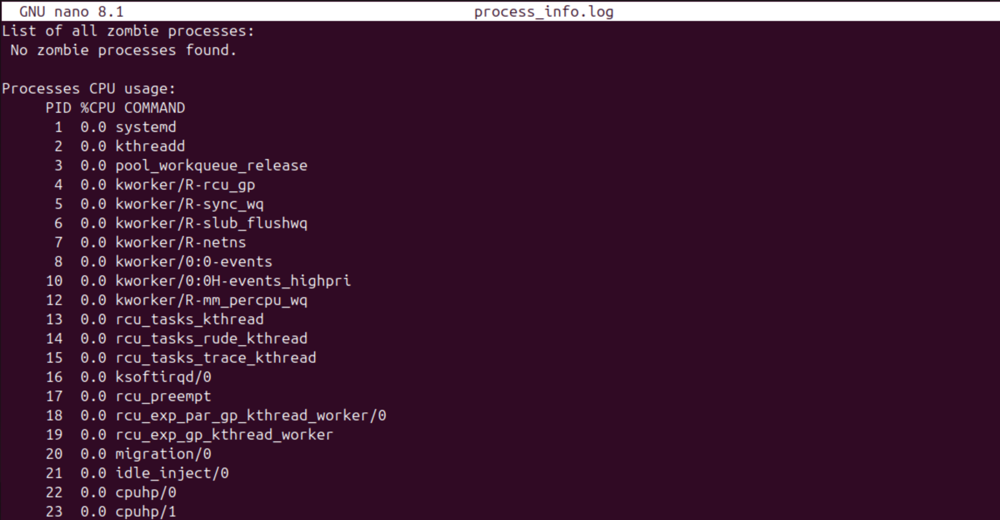 GNU nano 8.1 process_info.log
List of all zombie processes:
No zombie processes found.
Processes CPU usage:
PID %CPU COMMAND
1 0.0 systemd
2 0.0 kthreadd
3 0.0 pool_workqueue_release
4 0.0 kworker/R-rcu_gp
5 0.0 kworker/R-sync_wq
6 0.0 kworker/R-slub_flushwq
7 0.0 kworker/R-netns
8 0.0 kworker/0:0-events
10 0.0 kworker/0:0H-events_highpri
12 0.0 kworker/R-mm_percpu_wq
13 0.0 rcu_tasks_kthread
14 0.0 rcu_tasks_rude_kthread
15 0.0 rcu_tasks_trace_kthread
16 0.0 ksoftirqd/0
17 0.0 rcu_preempt
18 0.0 rcu_exp_par_gp_kthread_worker/0
19 0.0 rcu_exp_gp_kthread_worker
20 0.0 migration/0
21 0.0 idle_inject/0
22 0.0 cpuhp/0
23 0.0 cpuhp/1